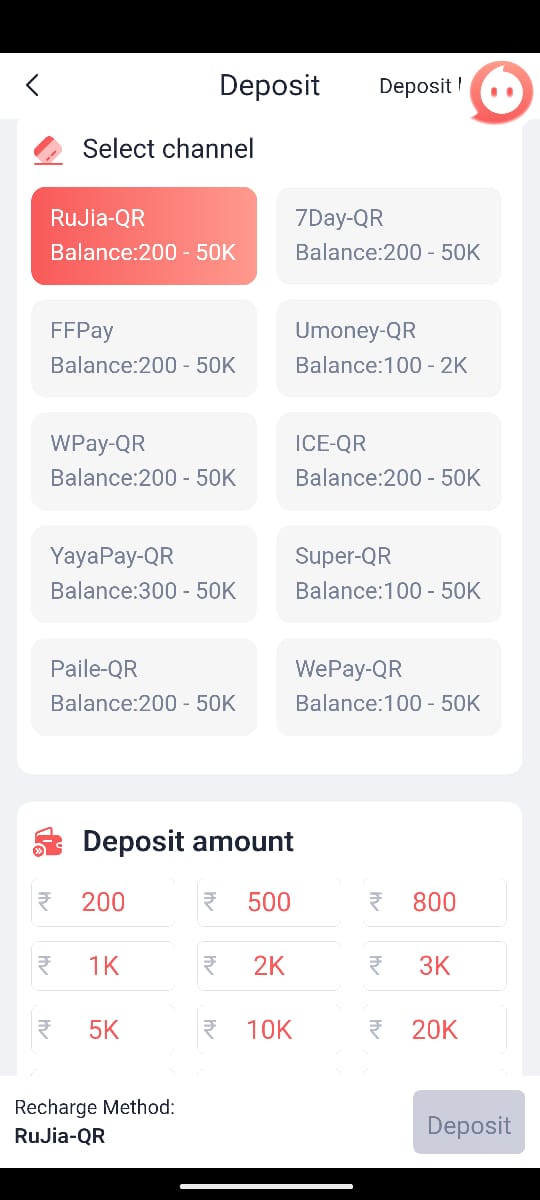 Deposit
Deposit
Select channel
RuJia-QR
Balance:200 - 50K
7Day-QR
Balance:200 - 50K
FFPay
Balance:200 - 50K
Umoney-QR
Balance:100 - 2K
WPay-QR
Balance:200 - 50K
ICE-QR
Balance:200 - 50K
YayaPay-QR
Balance:300 - 50K
Super-QR
Balance:100 - 50K
Paile-QR
Balance:200 - 50K
WePay-QR
Balance:100 - 50K
Deposit amount
₹ 200
₹ 500
₹ 800
₹ 1K
₹ 2K
₹ 3K
₹ 5K
₹ 10K
₹ 20K
Recharge Method:
RuJia-QR
Deposit